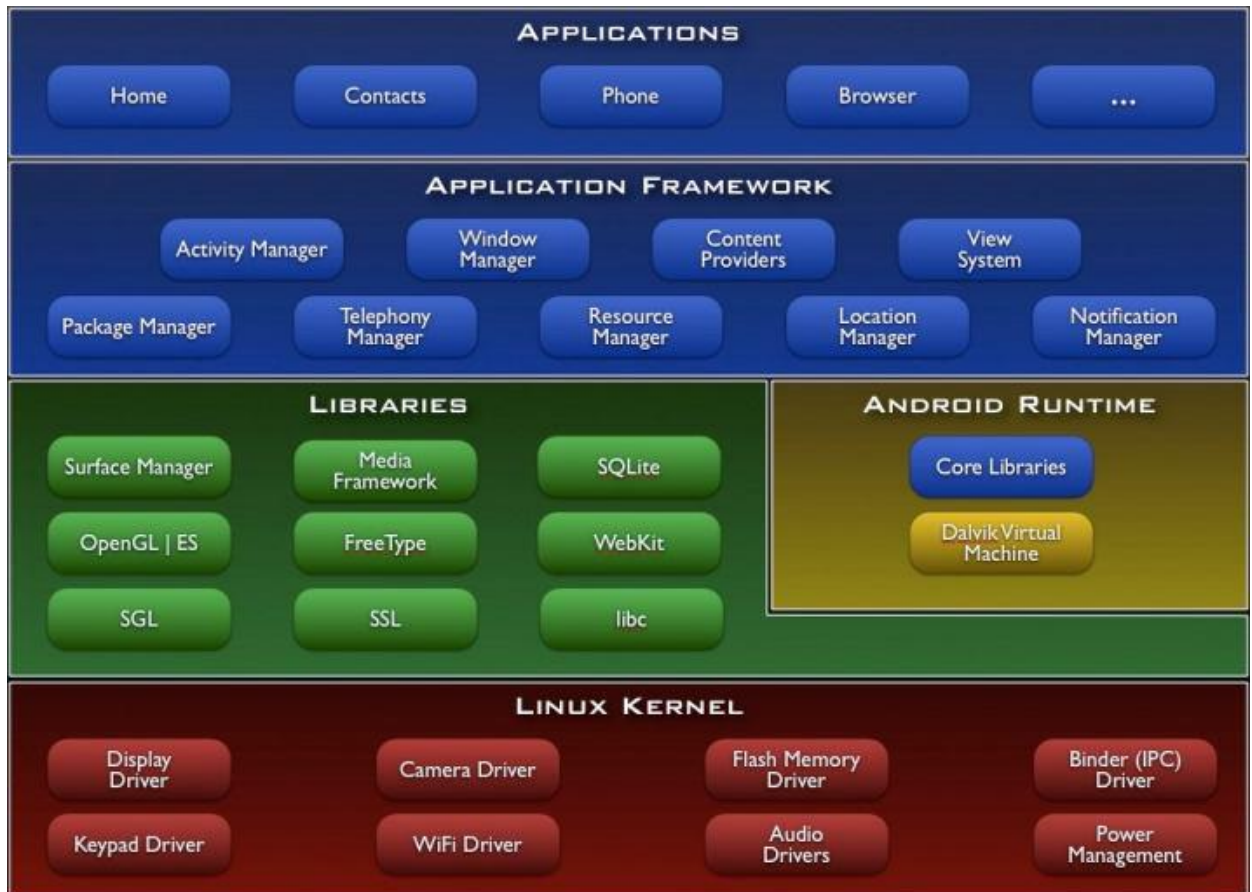 APPLICATIONS
Home
Contacts
Phone
Browser
...
APPLICATION FRAMEWORK
Activity Manager
Window
Manager
Content
Providers
View
System
Package Manager
Telephony
Manager
Resource
Manager
Location
Manager
Notification
Manager
LIBRARIES
Surface Manager
Media
Framework
SQLite
OpenGL | ES
FreeType
WebKit
SGL
SSL
libc
ANDROID RUNTIME
Core Libraries
Dalvik Virtual
Machine
LINUX KERNEL
Display
Driver
Camera Driver
Flash Memory
Driver
Binder (IPC)
Driver
Keypad Driver
WiFi Driver
Audio
Drivers
Power
Management